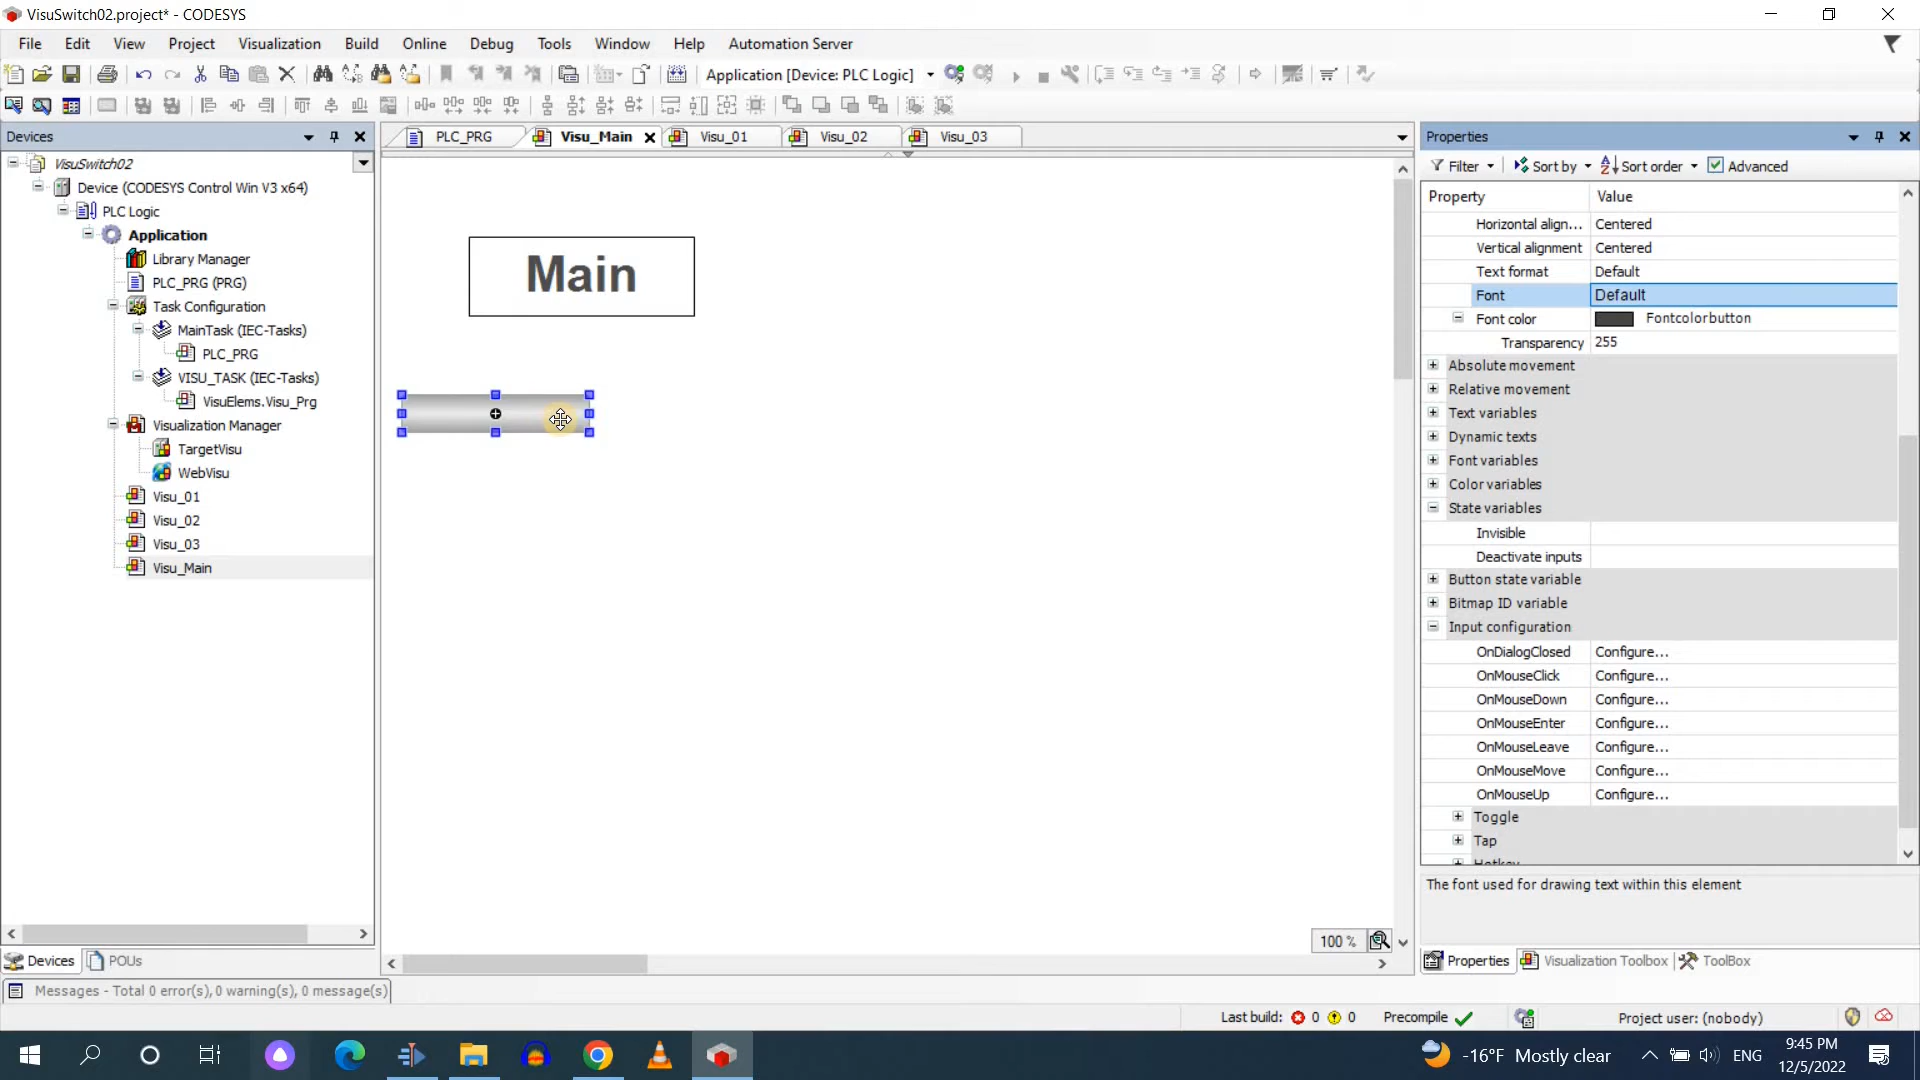 VisuSwitch02.project* - CODESYS
File Edit View Project Visualization Build Online Debug Tools Window Help Automation Server
Application [Device: PLC Logic]
Devices
VisuSwitch02
Device (CODESYS Control Win V3 x64)
PLC Logic
Application
Library Manager
PLC_PRG (PRG)
Task Configuration
MainTask (IEC-Tasks)
PLC_PRG
VISU_TASK (IEC-Tasks)
VisuElems.Visu_Prg
Visualization Manager
TargetVisu
WebVisu
Visu_01
Visu_02
Visu_03
Visu_Main
Devices POUs
PLC_PRG Visu_Main Visu_01 Visu_02 Visu_03
Main
100 %
Properties
Filter Sort by Sort order Advanced
Property Value
Horizontal align... Centered
Vertical alignment Centered
Text format Default
Font Default
Font color Fontcolorbutton
Transparency 255
Absolute movement
Relative movement
Text variables
Dynamic texts
Font variables
Color variables
State variables
Invisible
Deactivate inputs
Button state variable
Bitmap ID variable
Input configuration
OnDialogClosed Configure...
OnMouseClick Configure...
OnMouseDown Configure...
OnMouseEnter Configure...
OnMouseLeave Configure...
OnMouseMove Configure...
OnMouseUp Configure...
Toggle
Tap
Hotkey
The font used for drawing text within this element
Properties Visualization Toolbox ToolBox
Messages - Total 0 error(s), 0 warning(s), 0 message(s)
Last build: 0 0 Precompile Project user: (nobody)
-16°F Mostly clear ENG 9:45 PM
12/5/2022